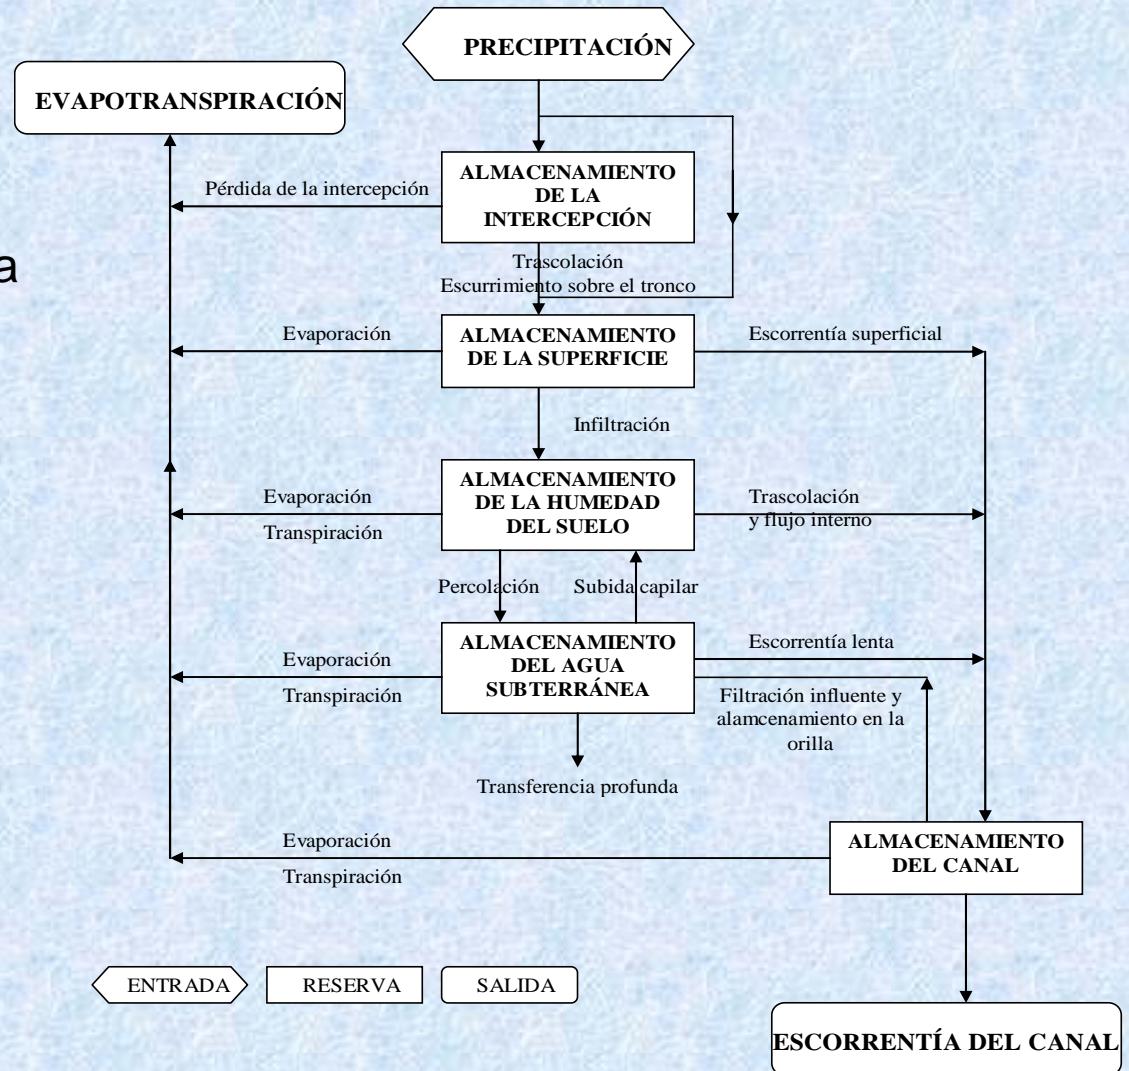 PRECIPITACIÓN
EVAPOTRANSPIRACIÓN
ALMACENAMIENTO
DE LA
INTERCEPCIÓN
Pérdida de la intercepción
a
Trascolación
Escurrimiento sobre el tronco
Evaporación
ALMACENAMIENTO
DE LA SUPERFICIE
Escorrentía superficial
Infiltración
Evaporación
Transpiración
ALMACENAMIENTO
DE LA HUMEDAD
DEL SUELO
Trascolación
y flujo interno
Percolación
Subida capilar
Evaporación
Transpiración
ALMACENAMIENTO
DEL AGUA
SUBTERRÁNEA
Escorrentía lenta
Filtración influente y
alamcenamiento en la
orilla
Transferencia profunda
Evaporación
Transpiración
ALMACENAMIENTO
DEL CANAL
ENTRADA
RESERVA
SALIDA
ESCORRENTÍA DEL CANAL